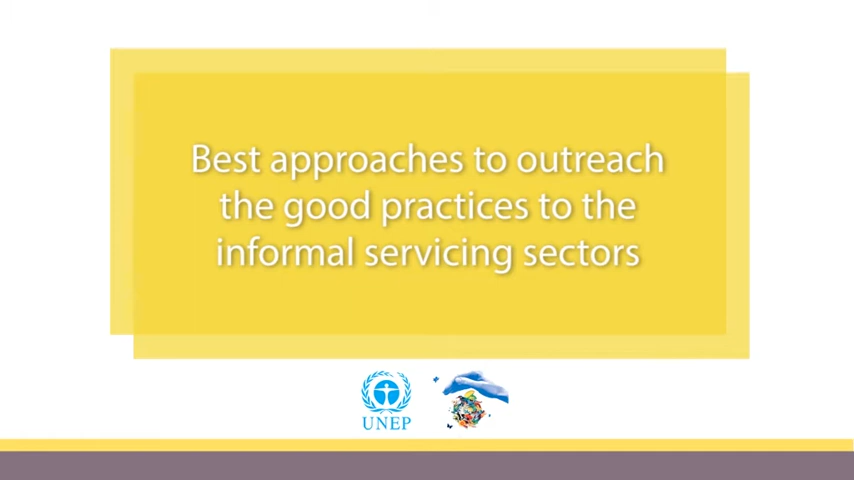 Best approaches to outreach
the good practices to the
informal servicing sectors
UNEP